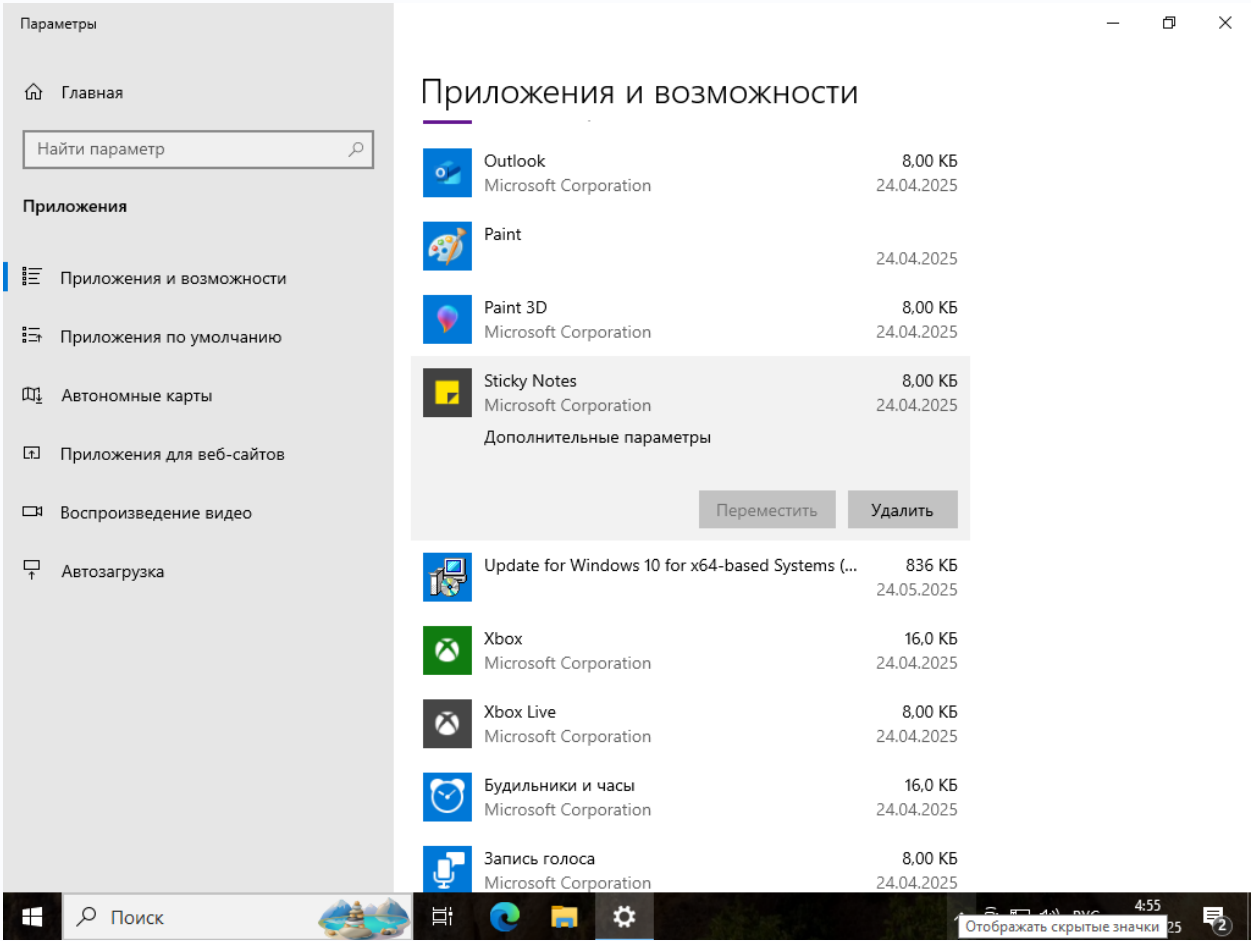 Параметры
Главная
Найти параметр
Приложения
Приложения и возможности
Приложения по умолчанию
Автономные карты
Приложения для веб-сайтов
Воспроизведение видео
Автозагрузка
Приложения и возможности
Outlook 8,00 КБ
Microsoft Corporation 24.04.2025
Paint
24.04.2025
Paint 3D 8,00 КБ
Microsoft Corporation 24.04.2025
Sticky Notes 8,00 КБ
Microsoft Corporation 24.04.2025
Дополнительные параметры
Переместить Удалить
Update for Windows 10 for x64-based Systems (... 836 КБ
24.05.2025
Xbox 16,0 КБ
Microsoft Corporation 24.04.2025
Xbox Live 8,00 КБ
Microsoft Corporation 24.04.2025
Будильники и часы 16,0 КБ
Microsoft Corporation 24.04.2025
Запись голоса 8,00 КБ
Microsoft Corporation 24.04.2025
Поиск
4:55
Отображать скрытые значки 25
2